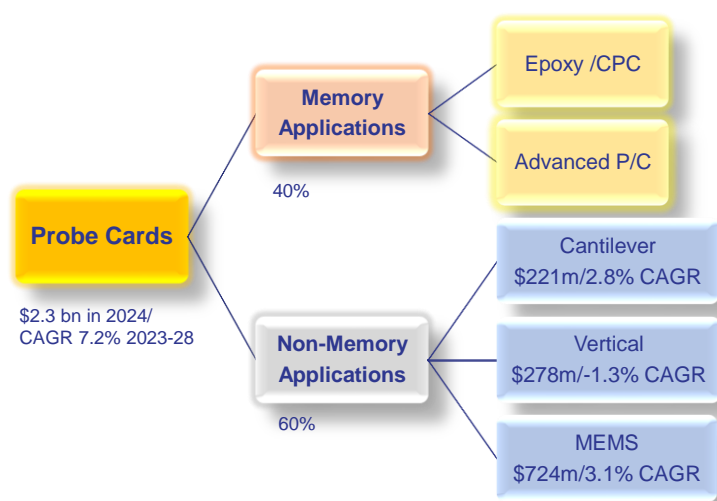 Probe Cards
$2.3 bn in 2024/
CAGR 7.2% 2023-28
Memory
Applications
40%
Epoxy /CPC
Advanced P/C
Non-Memory
Applications
60%
Cantilever
$221m/2.8% CAGR
Vertical
$278m/-1.3% CAGR
MEMS
$724m/3.1% CAGR